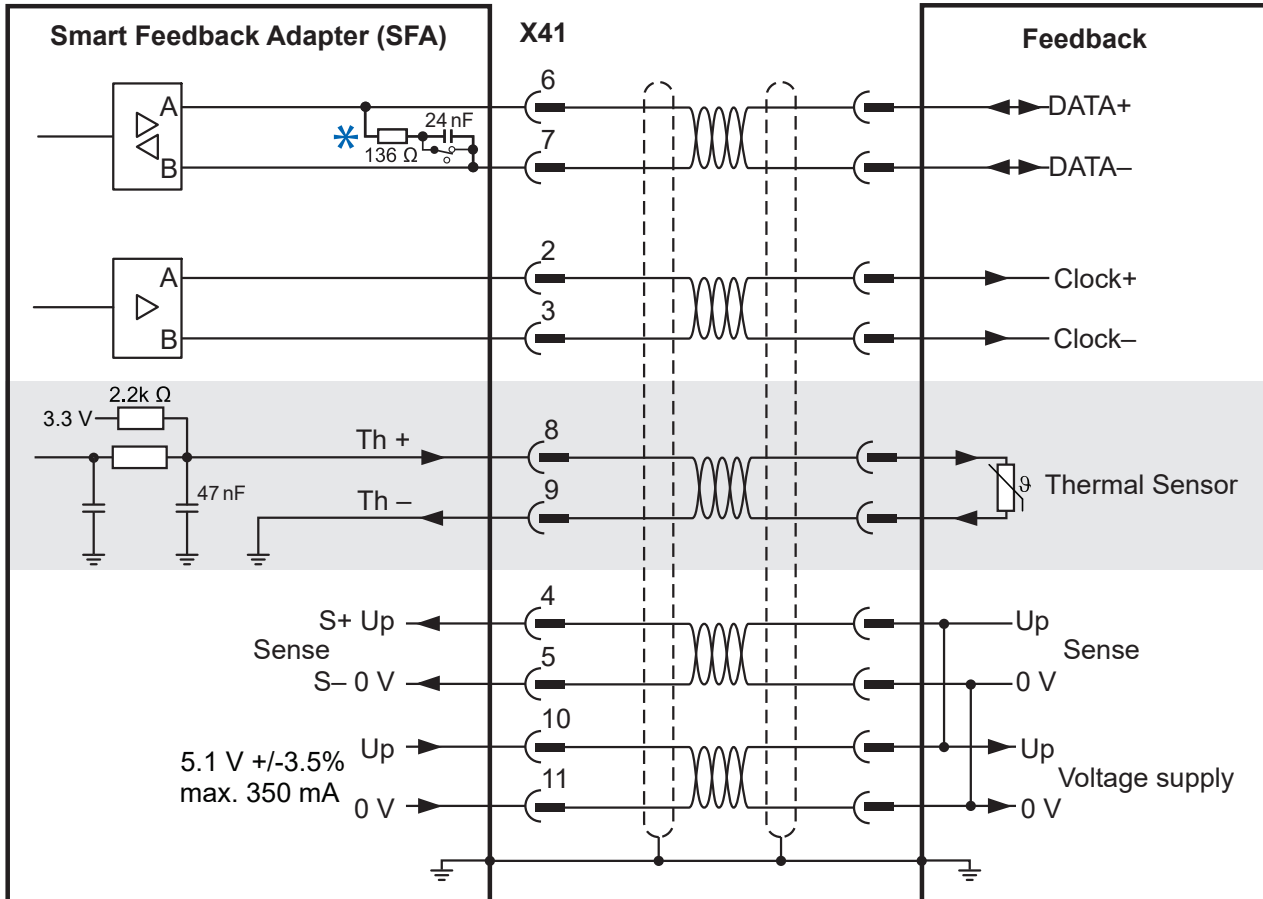 Smart Feedback Adapter (SFA)
X41
Feedback
A
B
24 nF
136 Ω
6
7
DATA+
DATA–
A
B
2
3
Clock+
Clock–
2.2k Ω
3.3 V
47 nF
Th +
Th –
8
9
ϑ
Thermal Sensor
S+ Up
Sense
S– 0 V
4
5
Up
Sense
0 V
5.1 V +/-3.5%
max. 350 mA
Up
0 V
10
11
Up
Voltage supply
0 V